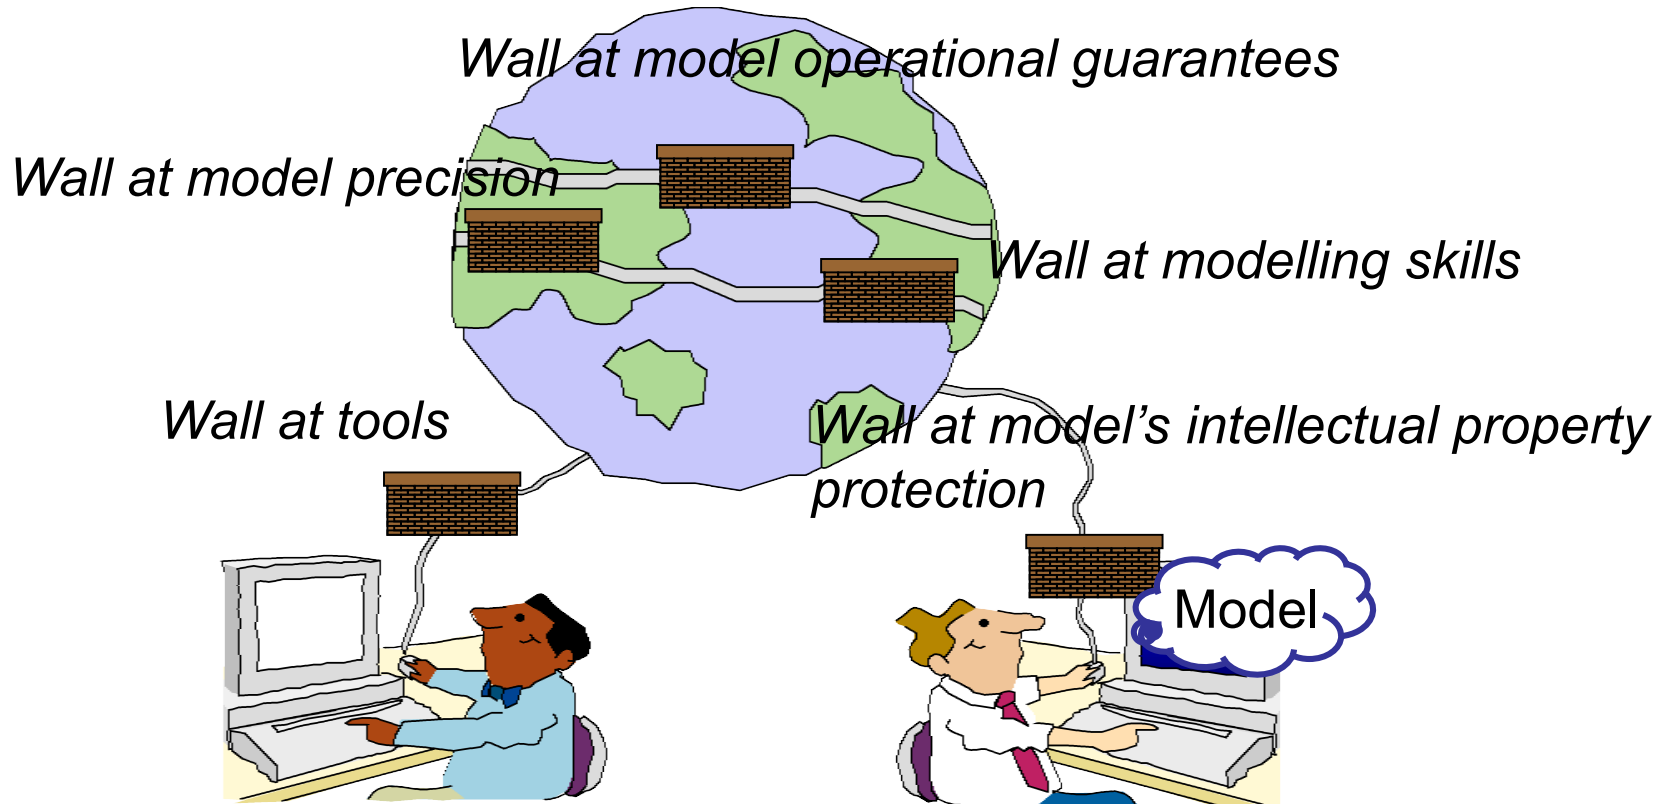 Wall at model operational guarantees
Wall at model precision
Wall at modelling skills
Wall at tools
Wall at model’s intellectual property
protection
Model